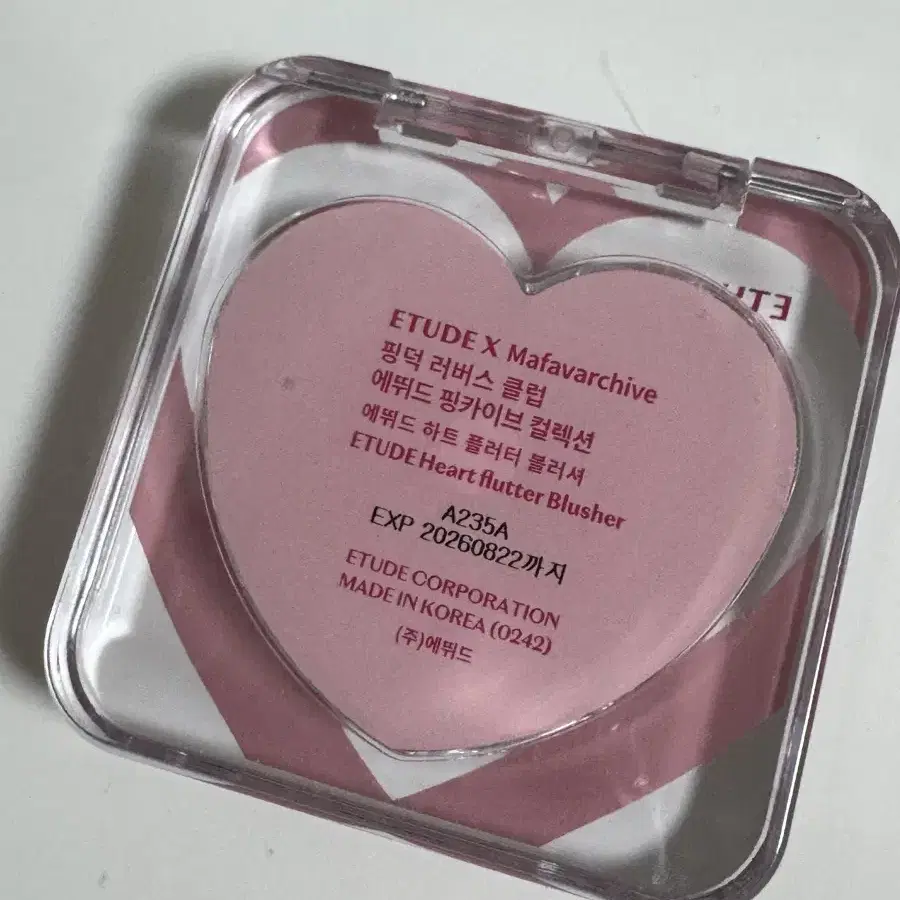 ETUDE X Mafavarchive
핑덕 러버스 클럽
에뛰드 핑카이브 컬렉션
에뛰드 하트 플러터 블러셔
ETUDE Heart flutter Blusher
A235A
EXP 20260822까지
ETUDE CORPORATION
MADE IN KOREA (0242)
(주)에뛰드